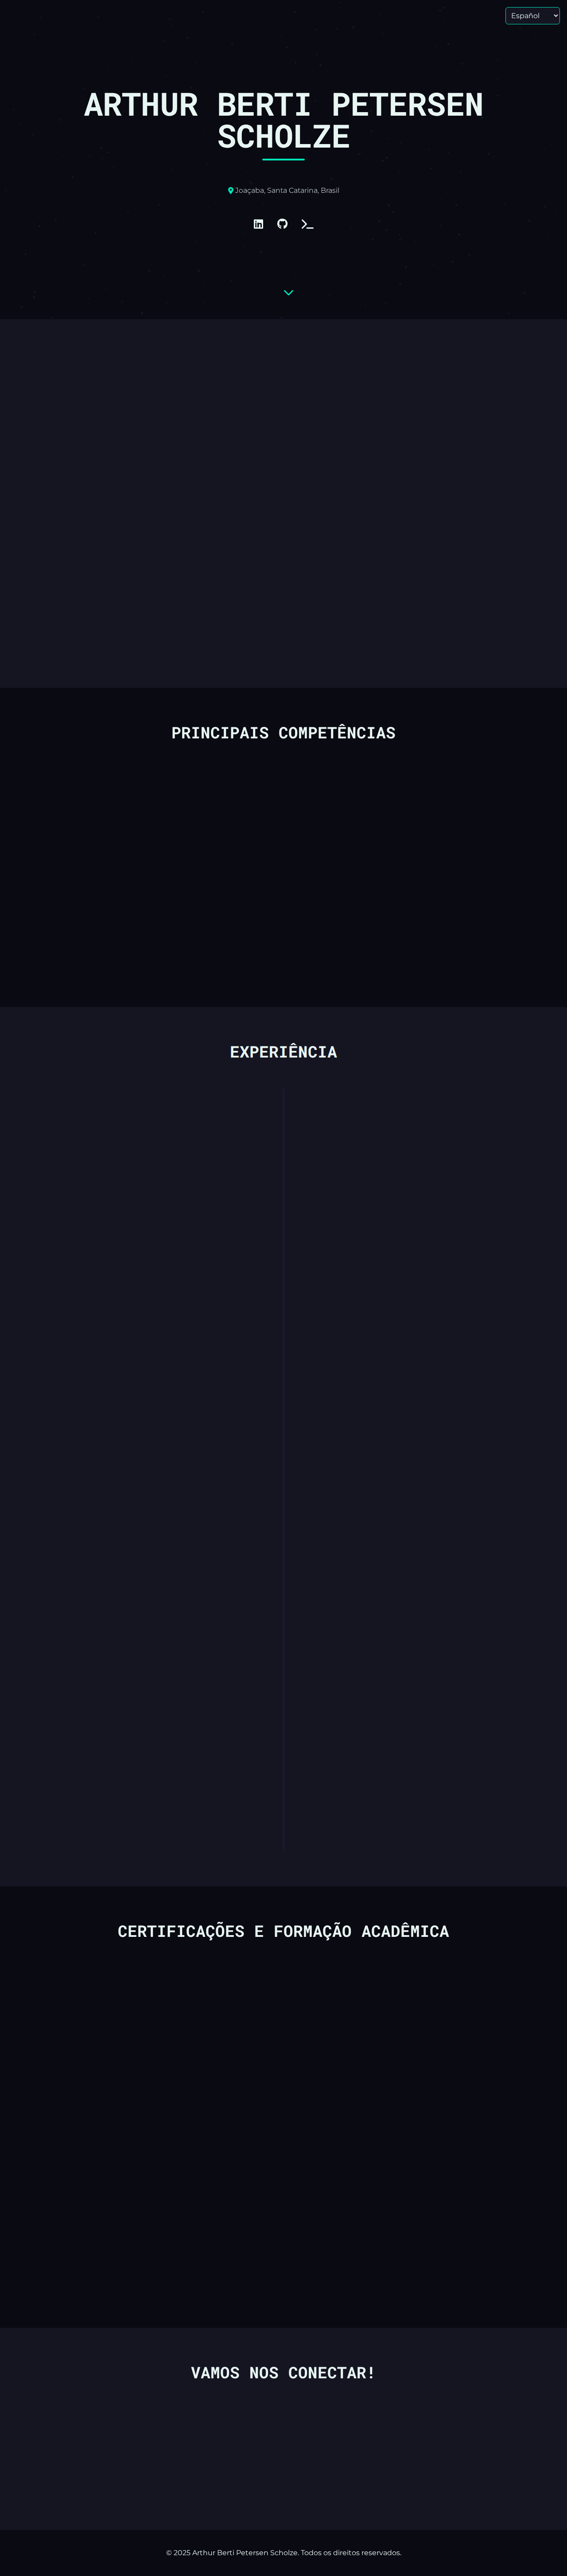 Español
ARTHUR BERTI PETERSEN
SCHOLZE
Joaçaba, Santa Catarina, Brasil
PRINCIPAIS COMPETÊNCIAS
EXPERIÊNCIA
CERTIFICAÇÕES E FORMAÇÃO ACADÊMICA
VAMOS NOS CONECTAR!
© 2025 Arthur Berti Petersen Scholze. Todos os direitos reservados.